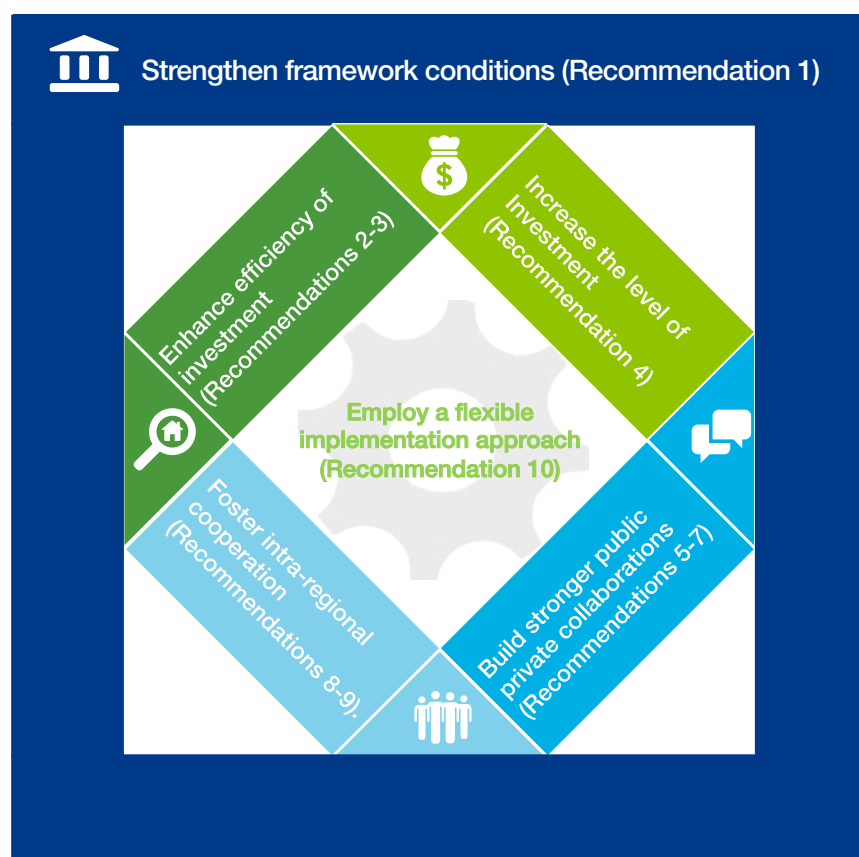 Strengthen framework conditions (Recommendation 1)
$
Enhance efficiency of
investment
(Recommendations 2-3)
Increase the level of
Investment
(Recommendation 4)
Employ a flexible
implementation approach
(Recommendation 10)
Foster intra-regional
cooperation
(Recommendations 8-9).
Build stronger public
private collaborations
(Recommendations 5-7)